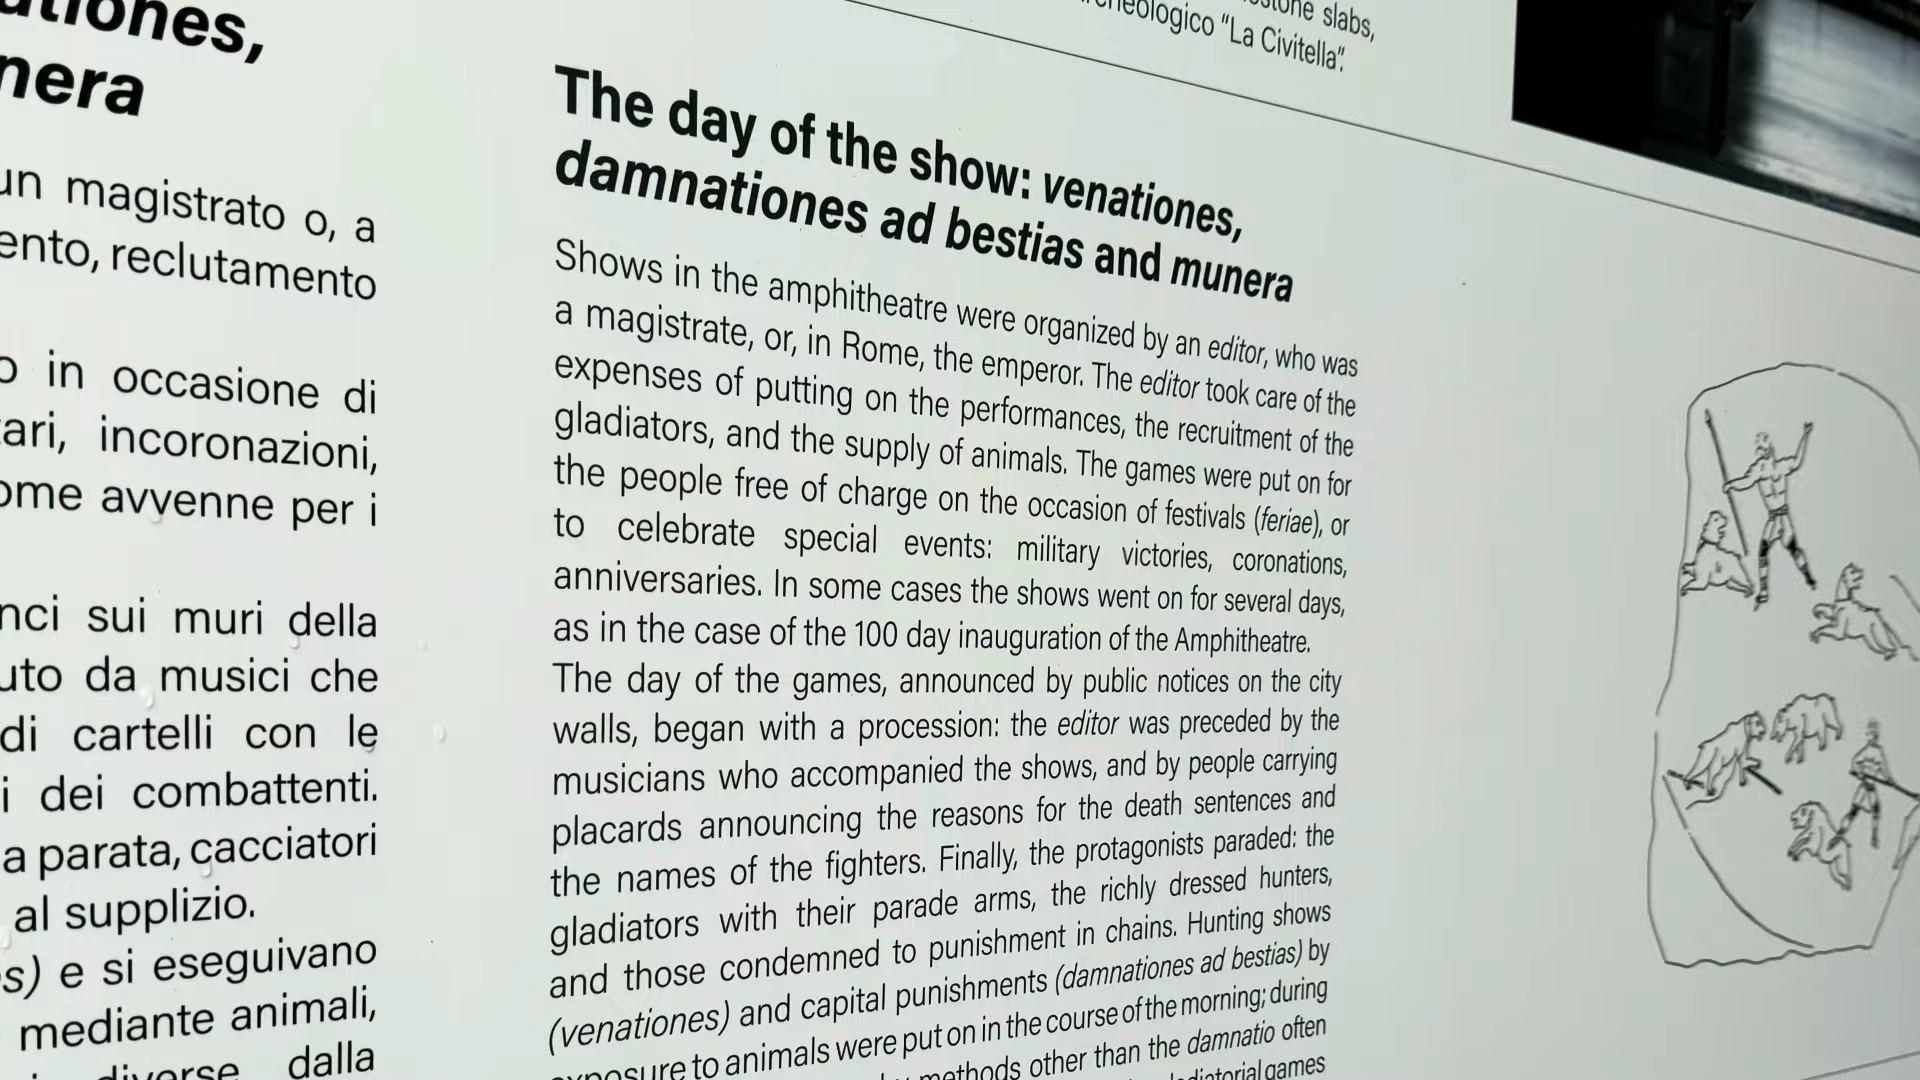 slabs,
"La Civitella".
un magistrato o, a
reclutamento
in occasione di
incoronazioni,
avvenne per i
sui muri della
da musici che
di cartelli con le
dei combattenti.
a parata, cacciatori
al supplizio.
e si eseguivano
mediante animali,
diverse dalla
The day of the show: venationes,
damnationes ad bestias and munera
Shows in the amphitheatre were organized by an editor, who was
a magistrate, or, in Rome, the emperor. The editor took care of the
expenses of putting on the performances, the recruitment of the
gladiators, and the supply of animals. The games were put on for
the people free of charge on the occasion of festivals (feriae), or
to celebrate special events: military victories, coronations,
anniversaries. In some cases the shows went on for several days,
as in the case of the 100 day inauguration of the Amphitheatre.
The day of the games, announced by public notices on the city
walls, began with a procession: the editor was preceded by the
musicians who accompanied the shows, and by people carrying
placards announcing the reasons for the death sentences and
the names of the fighters. Finally, the protagonists paraded: the
gladiators with their parade arms, the richly dressed hunters,
and those condemned to punishment in chains. Hunting shows
(venationes) and capital punishments (damnationes ad bestias) by
exposure to animals were put on in the course of the morning; during
methods other than the damnatio often
games